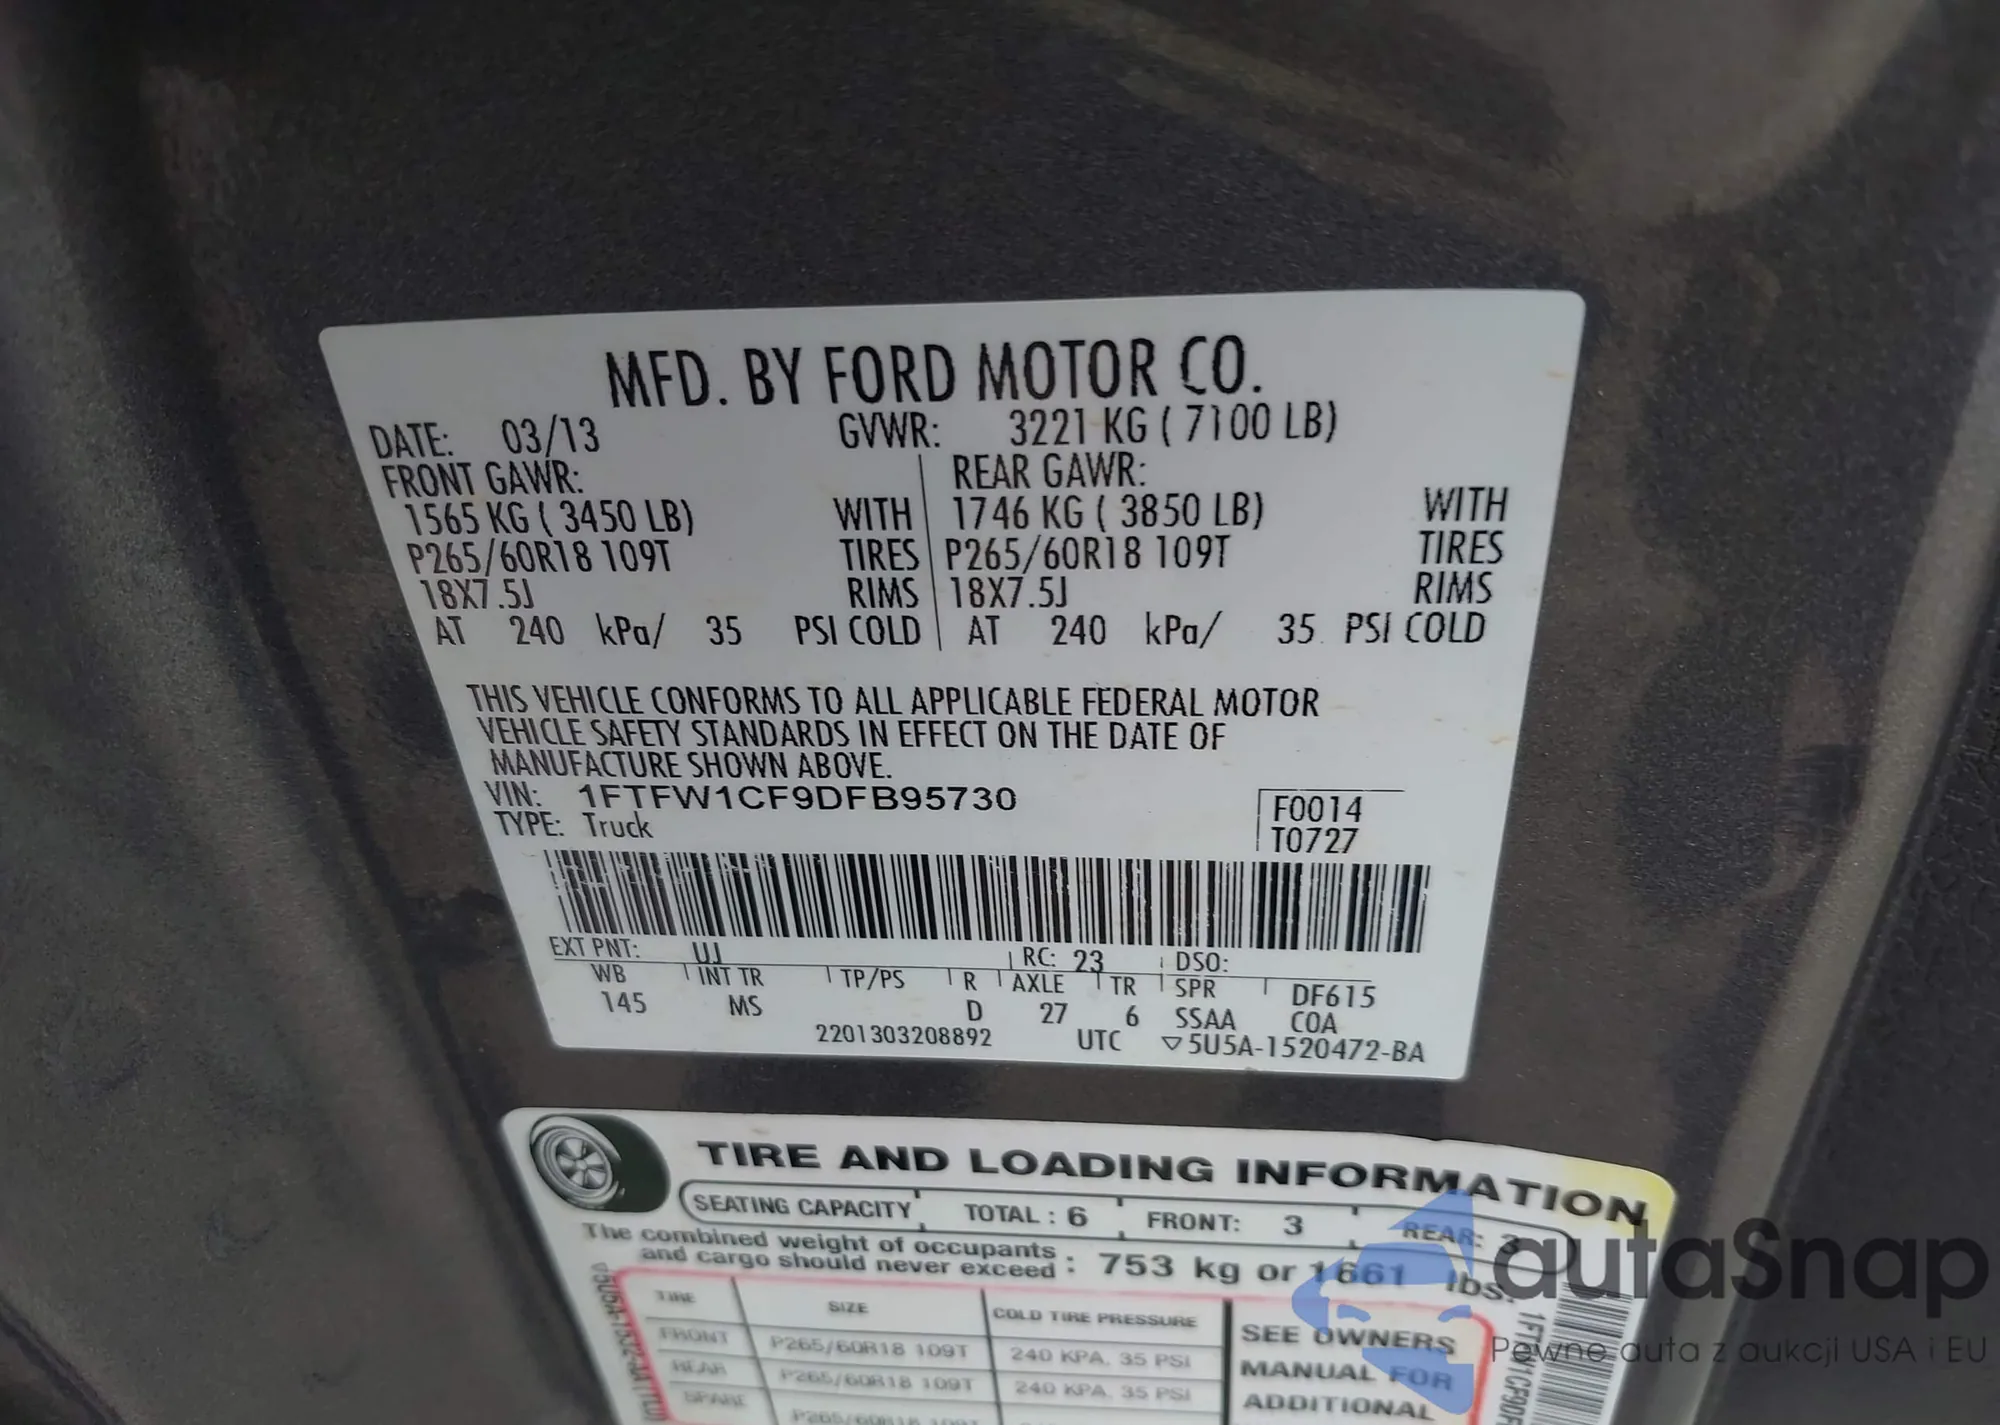 MFD. BY FORD MOTOR CO.
DATE: 03/13 GVWR: 3221 KG ( 7100 LB)
FRONT GAWR: REAR GAWR:
1565 KG ( 3450 LB) WITH 1746 KG ( 3850 LB) WITH
P265/60R18 109T TIRES P265/60R18 109T TIRES
18X7.5J RIMS 18X7.5J RIMS
AT 240 kPa/ 35 PSI COLD AT 240 kPa/ 35 PSI COLD
THIS VEHICLE CONFORMS TO ALL APPLICABLE FEDERAL MOTOR
VEHICLE SAFETY STANDARDS IN EFFECT ON THE DATE OF
MANUFACTURE SHOWN ABOVE.
VIN: 1FTFW1CF9DFB95730 F0014
TYPE: Truck T0727
EXT PNT: UJ RC: 23 DSO:
WB INT TR TP/PS R AXLE TR SPR DF615
145 MS D 27 6 SSAA COA
2201303208892 UTC ▽5U5A-1520472-BA
TIRE AND LOADING INFORMATION
SEATING CAPACITY TOTAL : 6 FRONT: 3 REAR: 3
The combined weight of occupants
and cargo should never exceed : 753 kg or 1661 lbs.
TIRE SIZE COLD TIRE PRESSURE
FRONT P265/60R18 109T 240 KPA, 35 PSI
REAR P265/60R18 109T 240 KPA, 35 PSI
SPARE P265/60R18 109T
SEE OWNERS
MANUAL FOR
ADDITIONAL
autaSnap
Pewne auta z aukcji USA i EU